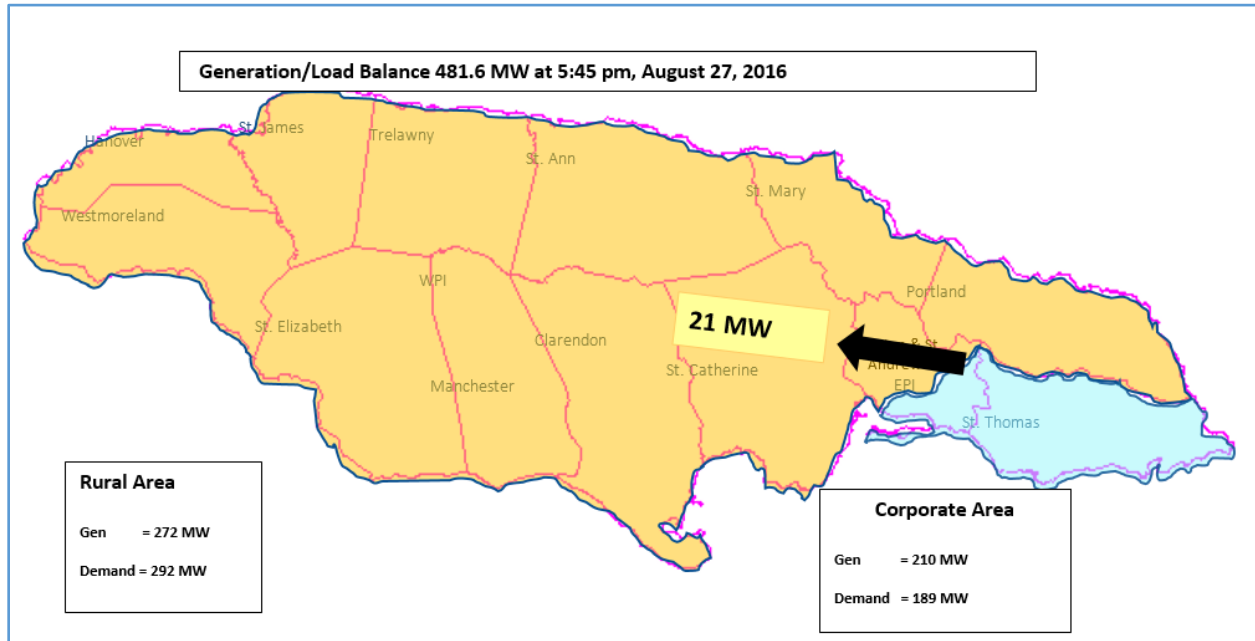 Generation/Load Balance 481.6 MW at 5:45 pm, August 27, 2016
St. James
Hanover
Trelawny
St. Ann
St. Mary
Westmoreland
WPI
Portland
St. Elizabeth
21 MW
Clarendon
& St
St. Catherine
Manchester
EPI
St. Thomas
Rural Area
Gen = 272 MW
Demand = 292 MW
Corporate Area
Gen = 210 MW
Demand = 189 MW